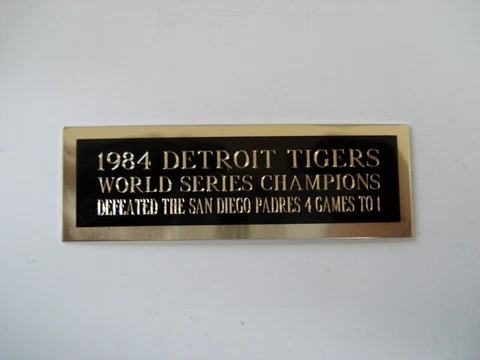 1984 DETROIT TIGERS
WORLD SERIES CHAMPIONS
DEFEATED THE SAN DIEGO PADRES 4 GAMES TO 1